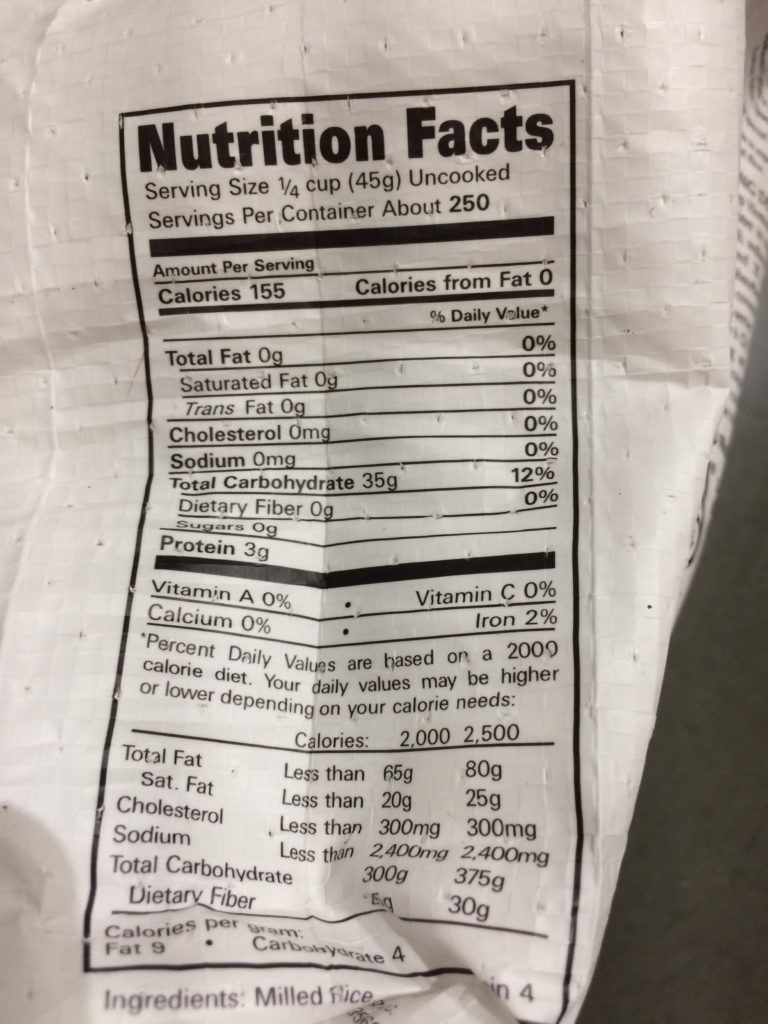 Nutrition Facts
Serving Size ¼ cup (45g) Uncooked
Servings Per Container About 250
Amount Per Serving
Calories 155 Calories from Fat 0
% Daily Value*
Total Fat 0g 0%
Saturated Fat 0g 0%
Trans Fat 0g 0%
Cholesterol 0mg 0%
Sodium 0mg 0%
Total Carbohydrate 35g 12%
Dietary Fiber 0g 0%
Sugars 0g
Protein 3g
Vitamin A 0% • Vitamin C 0%
Calcium 0% • Iron 2%
*Percent Daily Values are based on a 2000
calorie diet. Your daily values may be higher
or lower depending on your calorie needs:
Calories: 2,000 2,500
Total Fat Less than 65g 80g
Sat. Fat Less than 20g 25g
Cholesterol Less than 300mg 300mg
Sodium Less than 2,400mg 2,400mg
Total Carbohydrate 300g 375g
Dietary Fiber 30g
Calories per gram:
Fat 9 • Carbohydrate 4 in 4
Ingredients: Milled Rice